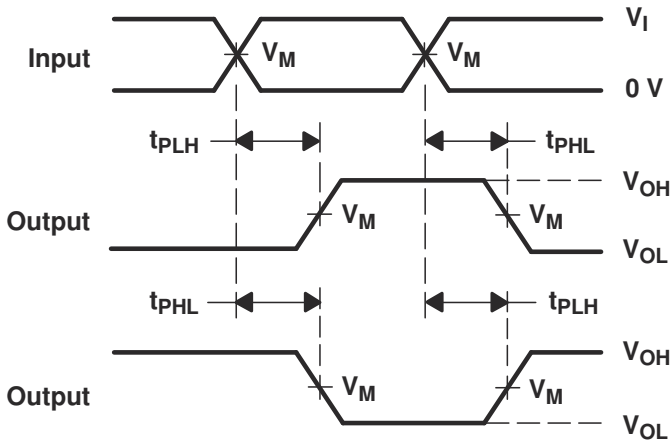 V_I
Input
V_M
V_M
0 V
t_PLH
t_PHL
V_OH
Output
V_M
V_M
V_OL
t_PHL
t_PLH
V_OH
Output
V_M
V_M
V_OL